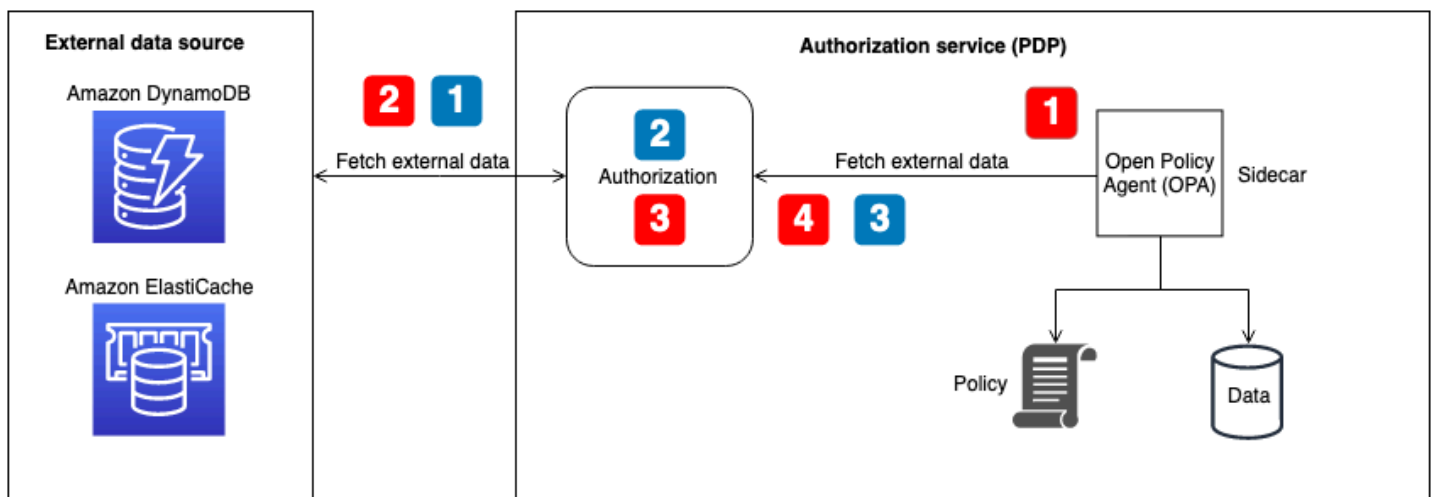 External data source
Amazon DynamoDB
Amazon ElastiCache
2 1
Fetch external data
Authorization service (PDP)
2
Authorization
3
1
Fetch external data
4 3
Open Policy
Agent (OPA)
Sidecar
Policy
Data